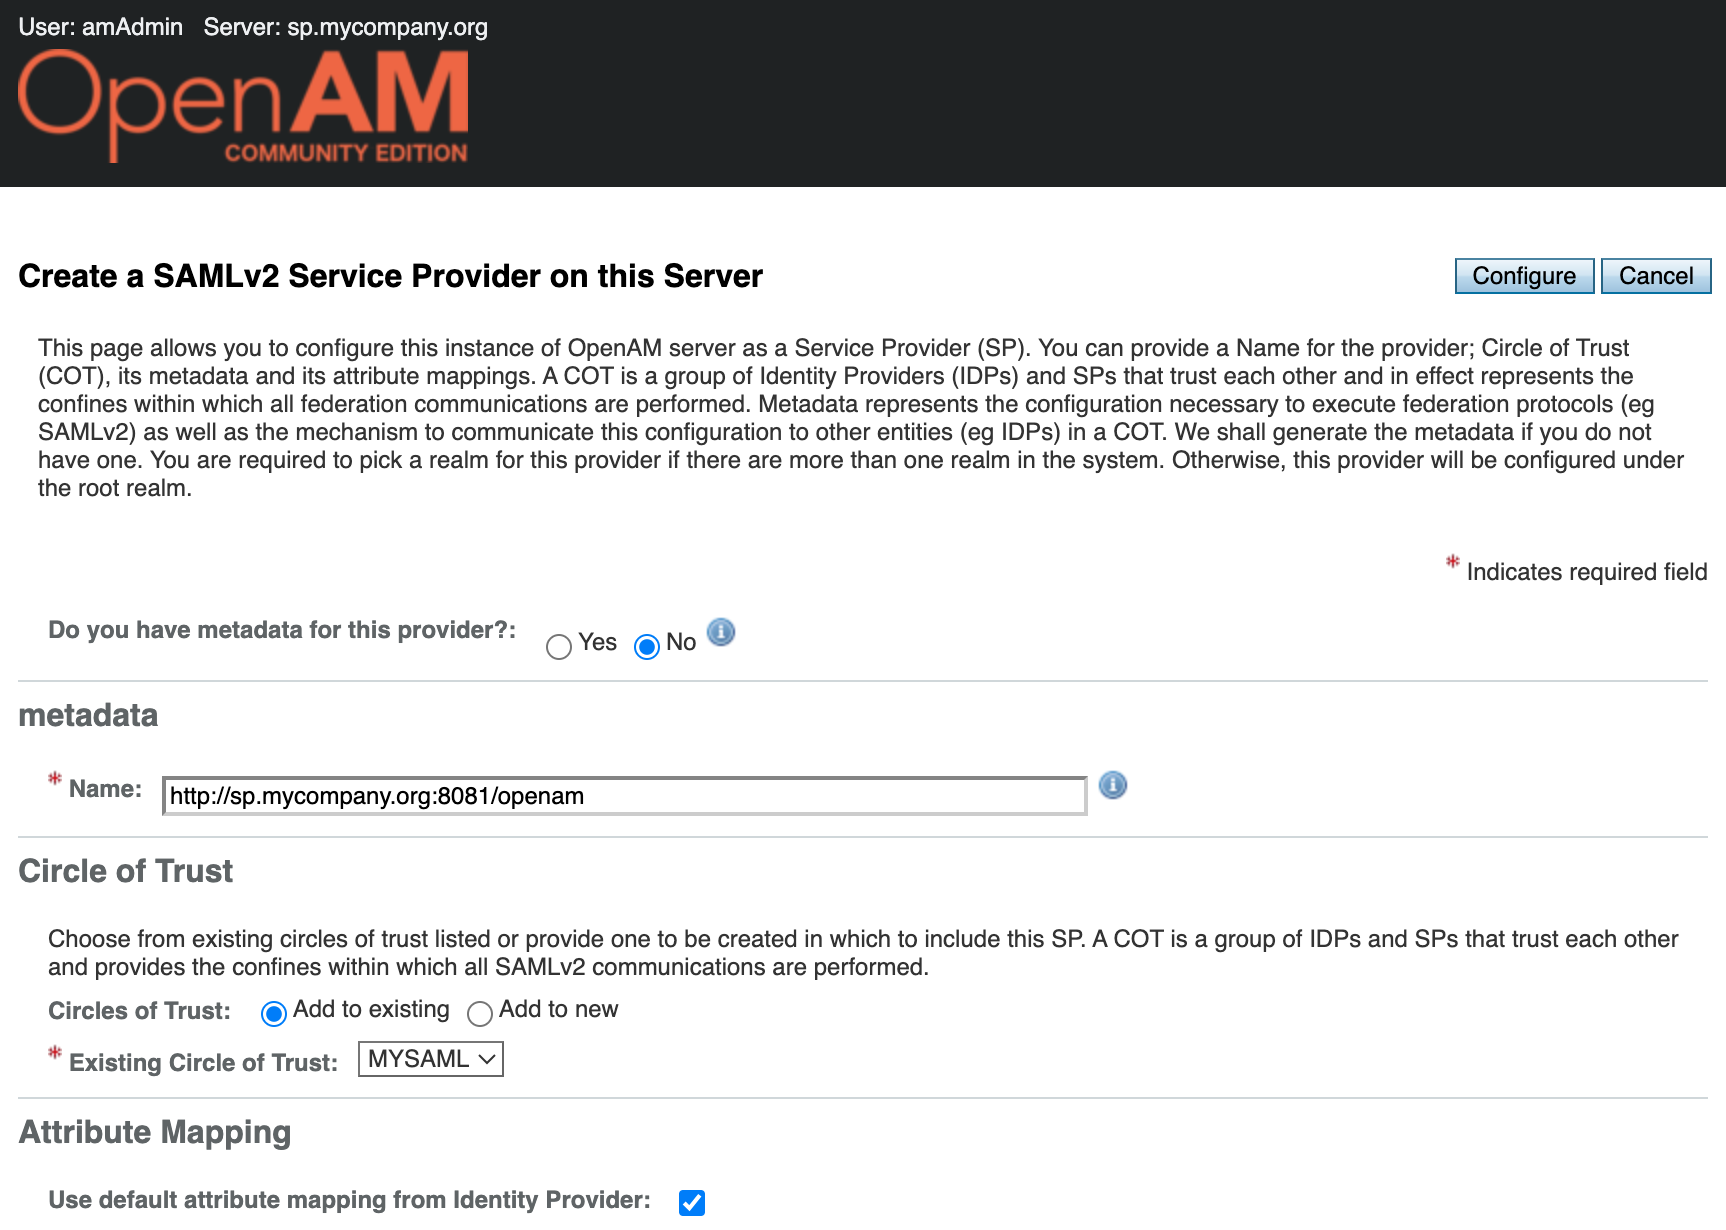 User: amAdmin   Server: sp.mycompany.org
OpenAM
COMMUNITY EDITION
Create a SAMLv2 Service Provider on this Server
Configure
Cancel
This page allows you to configure this instance of OpenAM server as a Service Provider (SP). You can provide a Name for the provider; Circle of Trust
(COT), its metadata and its attribute mappings. A COT is a group of Identity Providers (IDPs) and SPs that trust each other and in effect represents the
confines within which all federation communications are performed. Metadata represents the configuration necessary to execute federation protocols (eg
SAMLv2) as well as the mechanism to communicate this configuration to other entities (eg IDPs) in a COT. We shall generate the metadata if you do not
have one. You are required to pick a realm for this provider if there are more than one realm in the system. Otherwise, this provider will be configured under
the root realm.
* Indicates required field
Do you have metadata for this provider?: Yes No
metadata
* Name: http://sp.mycompany.org:8081/openam
Circle of Trust
Choose from existing circles of trust listed or provide one to be created in which to include this SP. A COT is a group of IDPs and SPs that trust each other
and provides the confines within which all SAMLv2 communications are performed.
Circles of Trust: Add to existing Add to new
* Existing Circle of Trust: MYSAML
Attribute Mapping
Use default attribute mapping from Identity Provider: